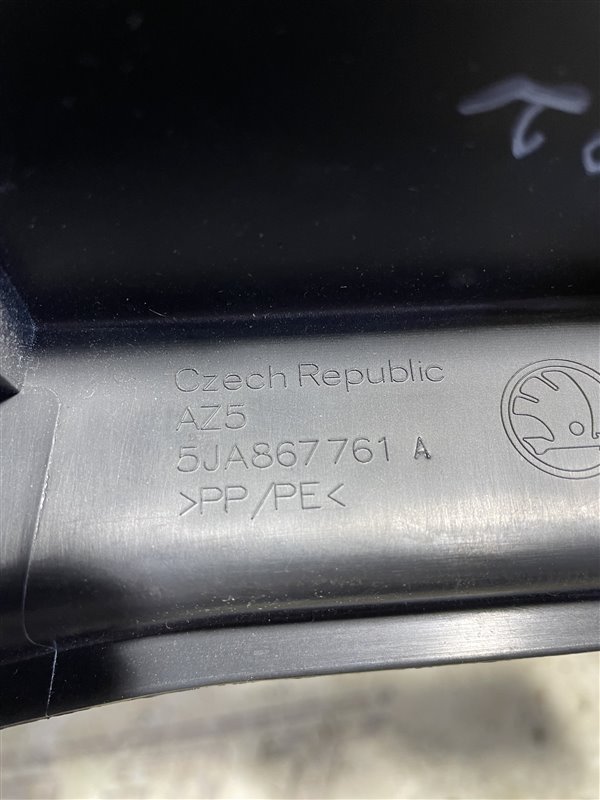 Czech Republic
AZ5
5JA867761 A
>PP/PE<